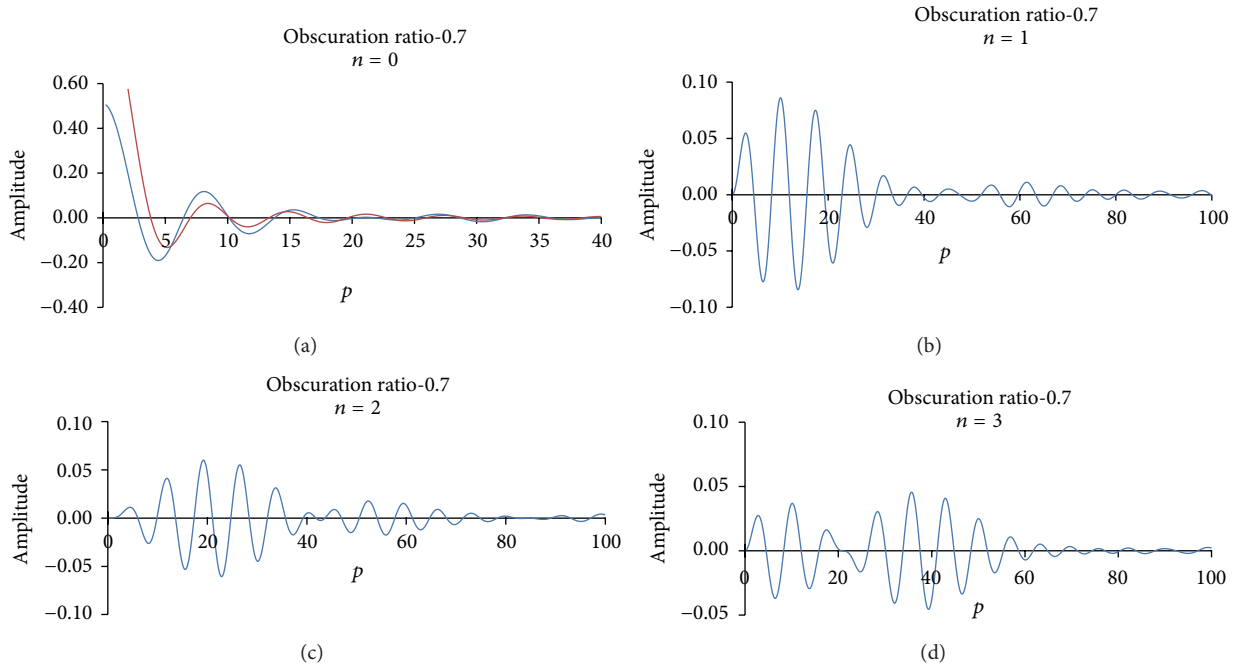 Obscuration ratio-0.7
n = 0
0.60
0.40
0.20
0.00
−0.20
−0.40
Amplitude
0 5 10 15 20 25 30 35 40
p
(a)
Obscuration ratio-0.7
n = 1
0.10
0.05
0.00
−0.05
−0.10
Amplitude
0 20 40 60 80 100
p
(b)
Obscuration ratio-0.7
n = 2
0.10
0.05
0.00
−0.05
−0.10
Amplitude
0 20 40 60 80 100
p
(c)
Obscuration ratio-0.7
n = 3
0.10
0.05
0.00
−0.05
Amplitude
0 20 40 60 80 100
p
(d)